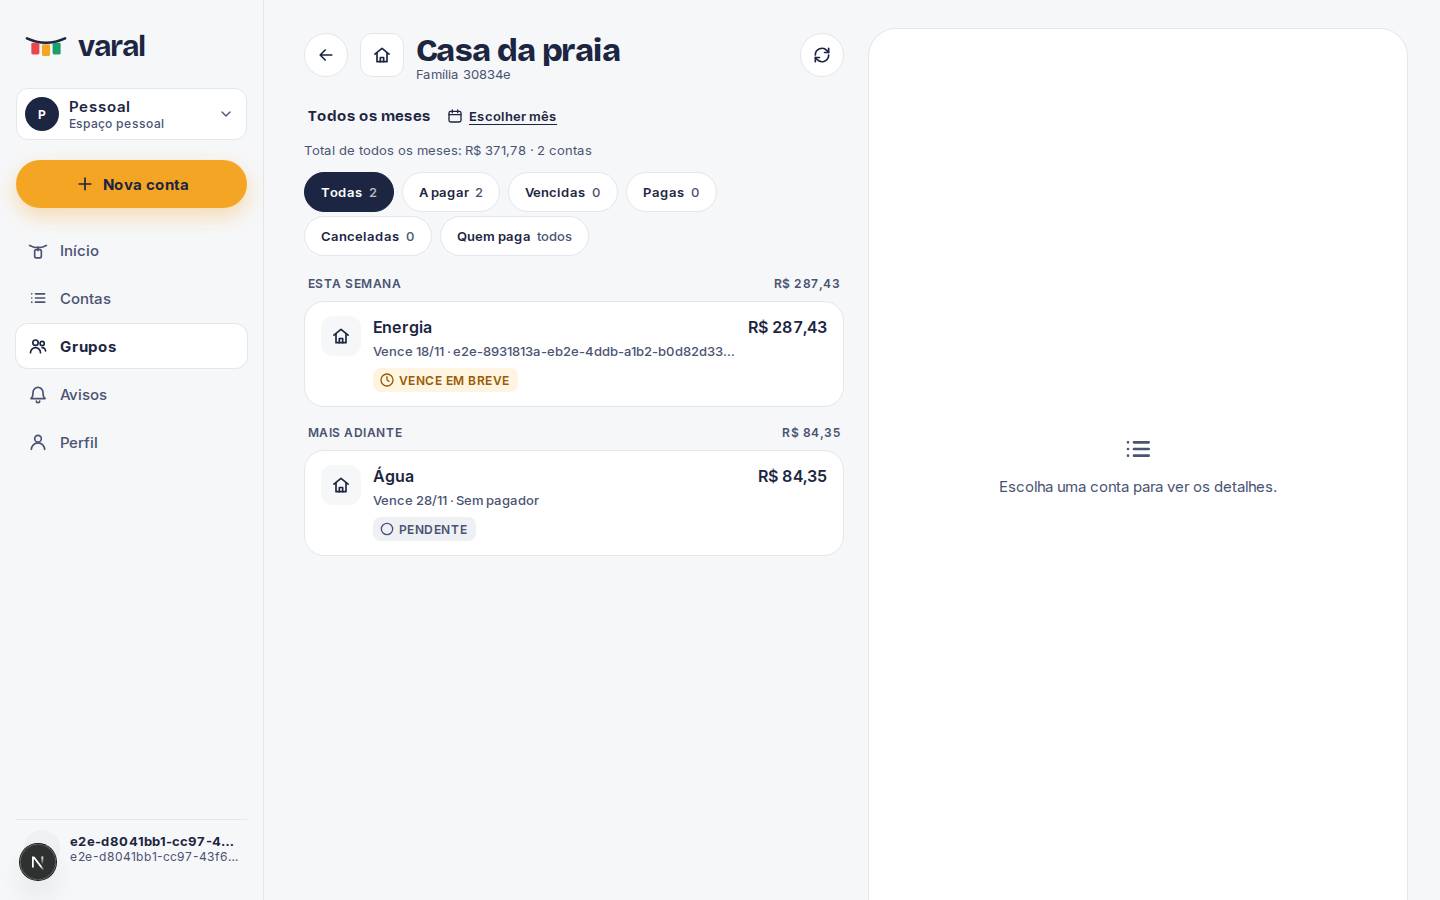 varal
P
Pessoal
Espaço pessoal
Nova conta
Início
Contas
Grupos
Avisos
Perfil
e2e-d8041bb1-cc97-4...
e2e-d8041bb1-cc97-43f6...
N
Casa da praia
Família 30834e
Todos os meses
Escolher mês
Total de todos os meses: R$ 371,78 · 2 contas
Todas 2
A pagar 2
Vencidas 0
Pagas 0
Canceladas 0
Quem paga todos
ESTA SEMANA
R$ 287,43
Energia
R$ 287,43
Vence 18/11 · e2e-8931813a-eb2e-4ddb-a1b2-b0d82d33...
VENCE EM BREVE
MAIS ADIANTE
R$ 84,35
Água
R$ 84,35
Vence 28/11 · Sem pagador
PENDENTE
Escolha uma conta para ver os detalhes.